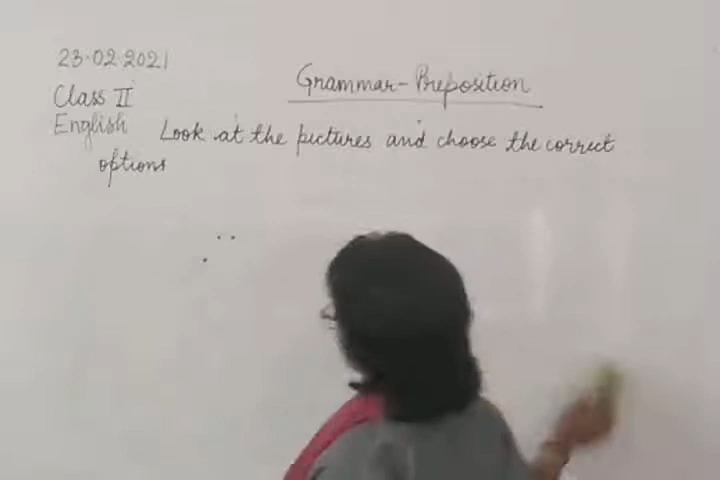 23.02.2021
Grammar - Preposition
Class II
English Look at the pictures and choose the correct
options